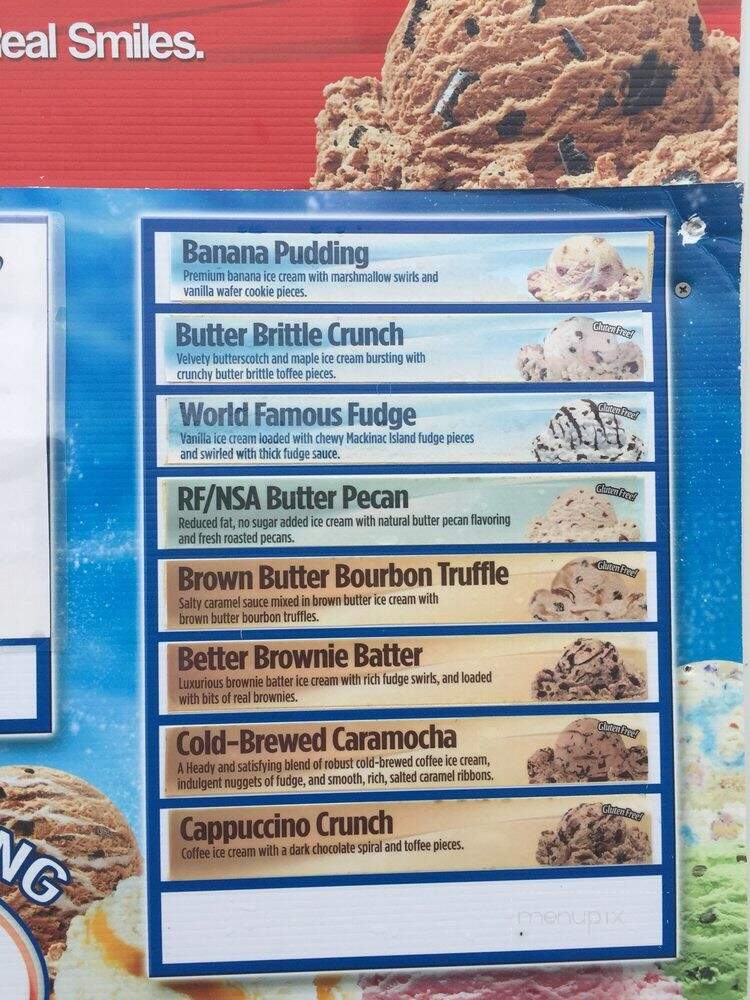 eal Smiles.
Banana Pudding
Premium banana ice cream with marshmallow swirls and
vanilla wafer cookie pieces.
Butter Brittle Crunch
Gluten Free!
Velvety butterscotch and maple ice cream bursting with
crunchy butter brittle toffee pieces.
World Famous Fudge
Gluten Free!
Vanilla ice cream loaded with chewy Mackinac Island fudge pieces
and swirled with thick fudge sauce.
RF/NSA Butter Pecan
Gluten Free!
Reduced fat, no sugar added ice cream with natural butter pecan flavoring
and fresh roasted pecans.
Brown Butter Bourbon Truffle
Gluten Free!
Salty caramel sauce mixed in brown butter ice cream with
brown butter bourbon truffles.
Better Brownie Batter
Luxurious brownie batter ice cream with rich fudge swirls, and loaded
with bits of real brownies.
Cold-Brewed Caramocha
Gluten Free!
A Heady and satisfying blend of robust cold-brewed coffee ice cream,
indulgent nuggets of fudge, and smooth, rich, salted caramel ribbons.
Cappuccino Crunch
Gluten Free!
Coffee ice cream with a dark chocolate spiral and toffee pieces.
NG
menupix